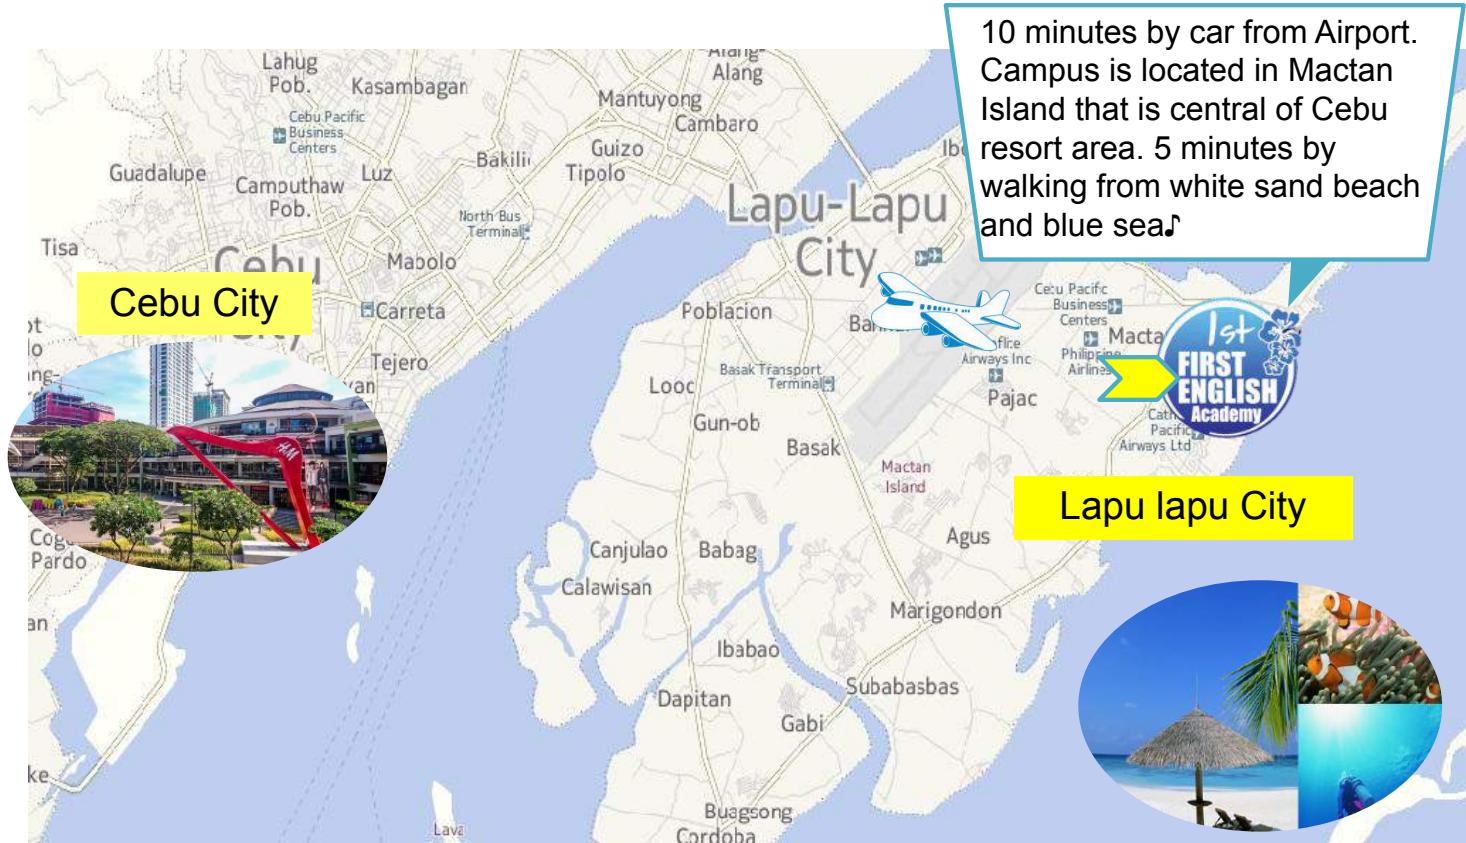 10 minutes by car from Airport.
Campus is located in Mactan
Island that is central of Cebu
resort area. 5 minutes by
walking from white sand beach
and blue sea♪
Alang
Lahug
Pob.
Kasambagan
Mantuyong
Cambaro
Cebu Pacific
Business
Centers
Guizo
Tipolo
Bakilid
Guadalupe
Camputhaw
Pob.
Luz
Lapu-Lapu
City
North Bus
Terminal
Tisa
Mabolo
Cebu
City
Cebu City
Carreta
Poblacion
Cebu Pacific
Business
Centers
Macta
Philippine
Airlines
Airways Inc
Tejero
Looc
Basak Transport
Terminal
Pajac
1st
FIRST
ENGLISH
Academy
Gun-ob
Basak
Pacific
Airways Ltd
H&M
Mactan
Island
Lapu lapu City
Pardo
Canjulao
Babag
Agus
Calawisan
Marigondon
Ibabao
Dapitan
Subabasbas
Gabi
Buagsong
Cordoba